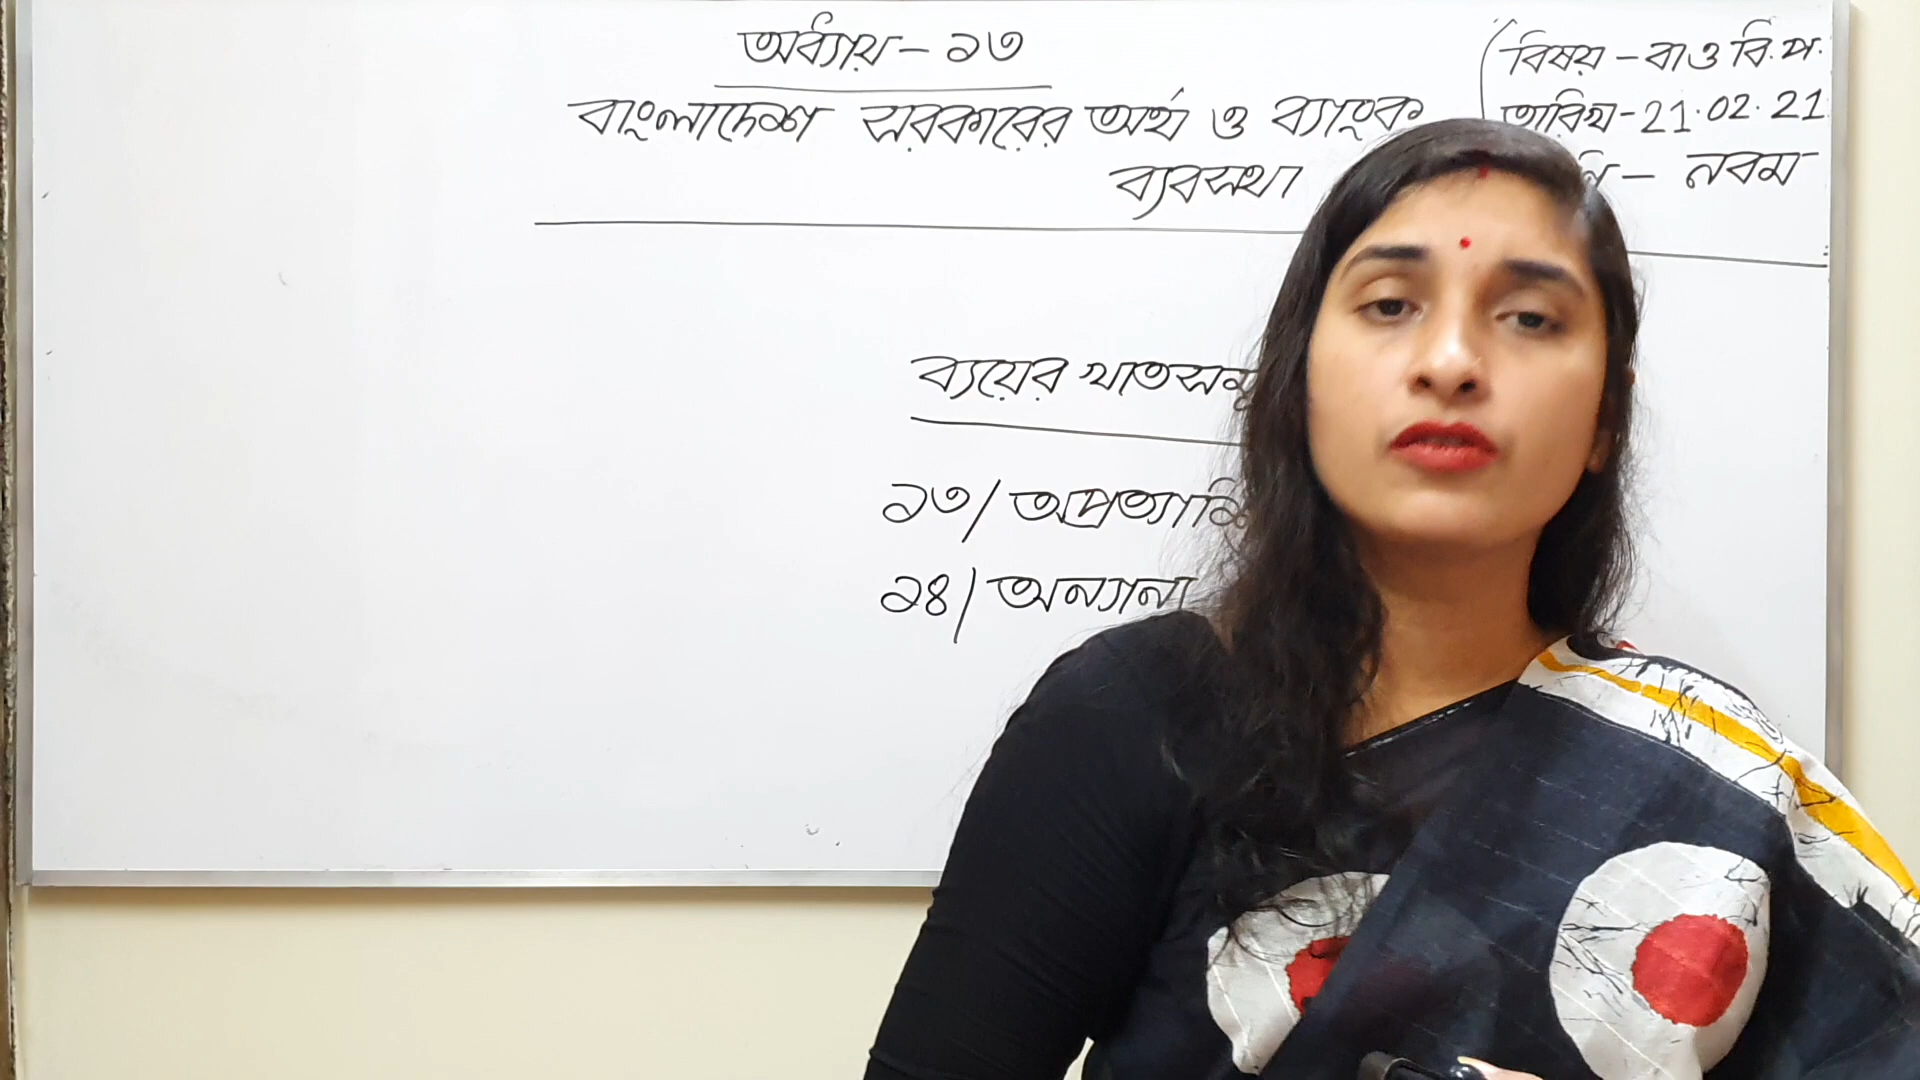 অধ্যায় – ১৩
বাংলাদেশ সরকারের অর্থ ও ব্যাংক
ব্যবস্থা
বিষয় – বা ও বি.প.
তারিখ – 21.02.21
– নবম
ব্যয়ের খাতসমূ
১৩/ অপ্রত্যাশি
১৪/ অন্যান্য